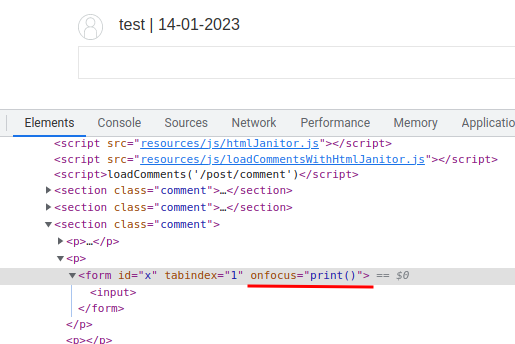 test | 14-01-2023
Elements Console Sources Network Performance Memory Applicatio
<script src="resources/js/htmlJanitor.js"></script>
<script src="resources/js/loadCommentsWithHtmlJanitor.js"></script>
<script>loadComments('/post/comment')</script>
<section class="comment">…</section>
<section class="comment">…</section>
<section class="comment">
<p>…</p>
<p>
<form id="x" tabindex="1" onfocus="print()"> == $0
<input>
</form>
</p>
<p></p>